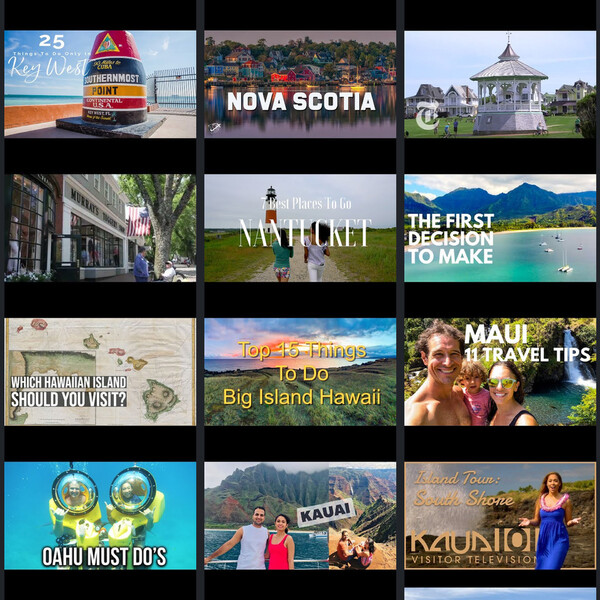 25
Things To Do Only In
Key West
90 Miles to
CUBA
SOUTHERNMOST
POINT
CONTINENTAL
U.S.A.
KEY WEST, FL
NOVA SCOTIA
T
MURRAY'S
7 Best Places To Go
NANTUCKET
THE FIRST
DECISION
TO MAKE
WHICH HAWAIIAN ISLAND
SHOULD YOU VISIT?
Top 15 Things
To Do
Big Island Hawaii
MAUI
11 TRAVEL TIPS
OAHU MUST DO'S
KAUAI
Island Tour:
South Shore
KAUAI101
VISITOR TELEVISION